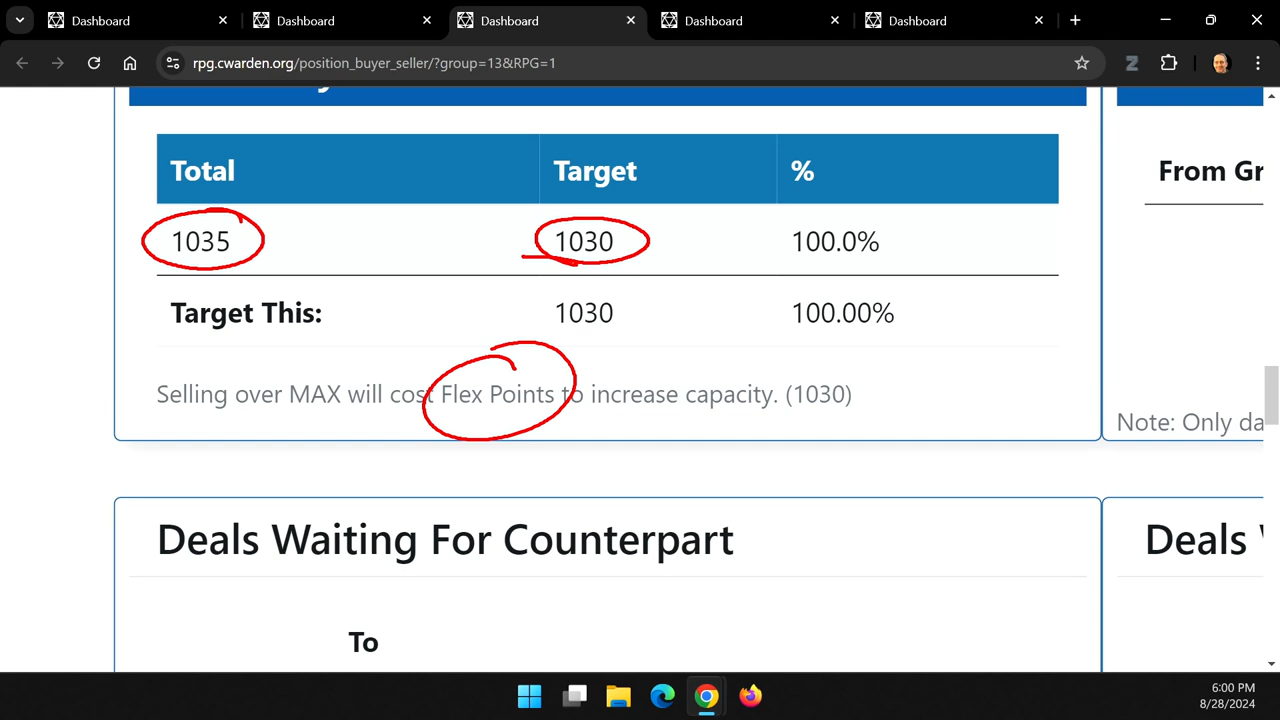 Dashboard
Dashboard
Dashboard
Dashboard
Dashboard
rpg.cwarden.org/position_buyer_seller/?group=13&RPG=1
Total Target %
1035 1030 100.0%
Target This: 1030 100.00%
Selling over MAX will cost Flex Points to increase capacity. (1030)
From Gr
Note: Only da
Deals Waiting For Counterpart
To
Deals
6:00 PM
8/28/2024